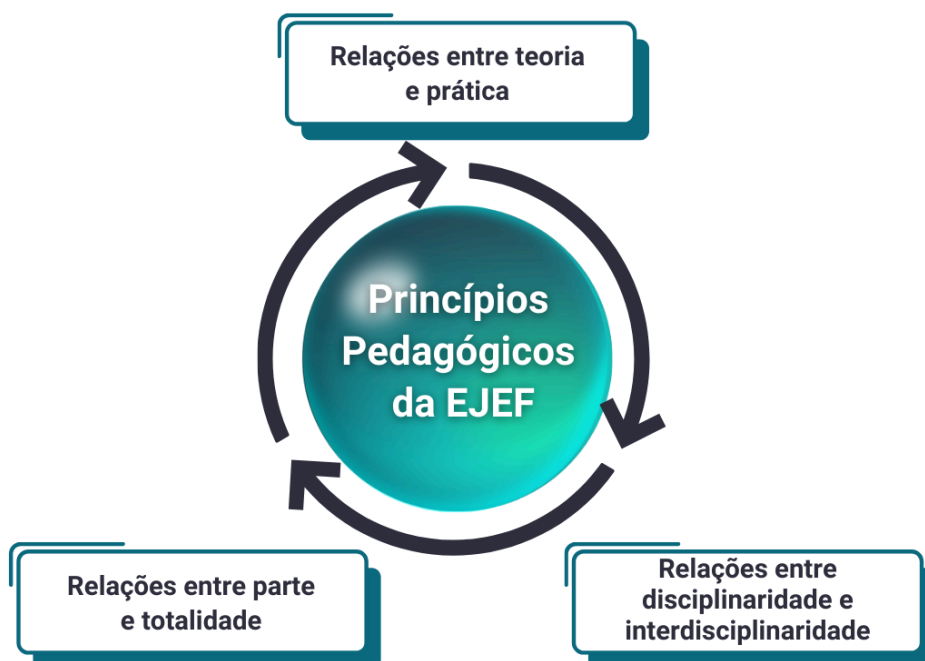 Relações entre teoria
e prática
Princípios
Pedagógicos
da EJEF
Relações entre parte
e totalidade
Relações entre
disciplinaridade e
interdisciplinaridade